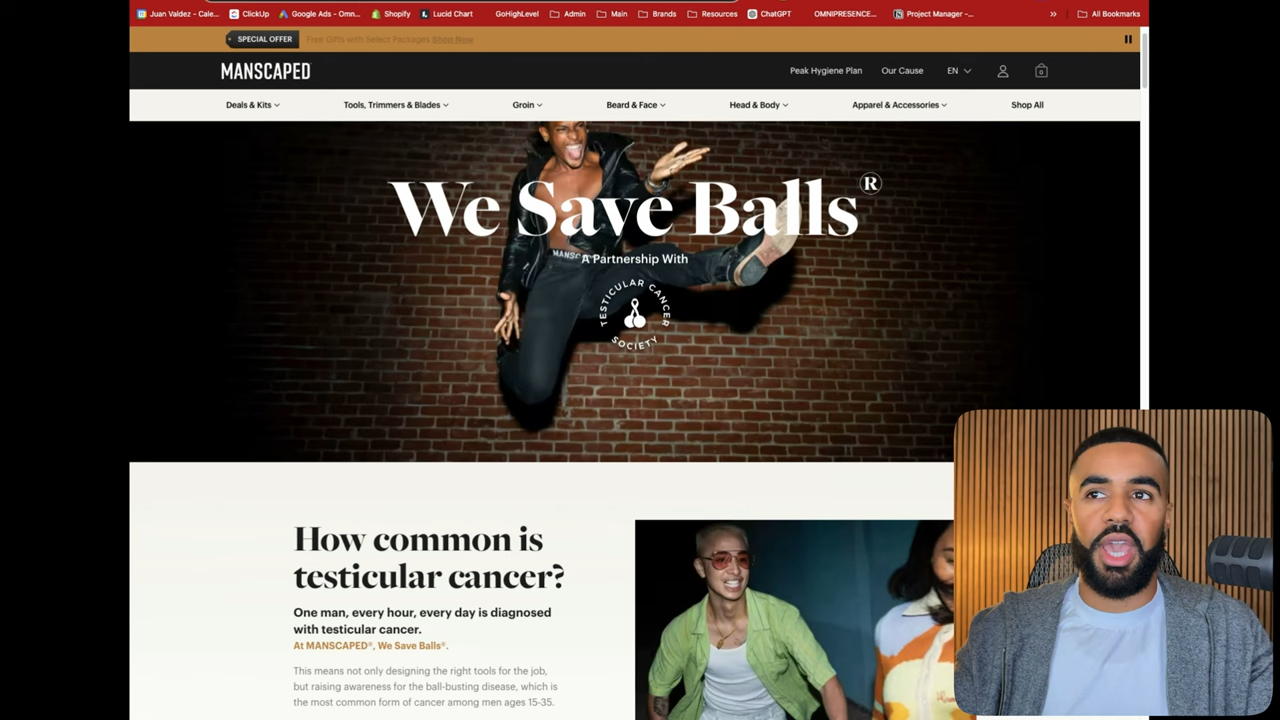 Juan Valdez - Cale... ClickUp Google Ads - Omn... Shopify Lucid Chart GoHighLevel Admin Main Brands Resources ChatGPT OMNIPRESENCE... Project Manager -... » All Bookmarks
SPECIAL OFFER Free Gifts with Select Packages Shop Now
MANSCAPED Peak Hygiene Plan Our Cause EN 0
Deals & Kits Tools, Trimmers & Blades Groin Beard & Face Head & Body Apparel & Accessories Shop All
We Save Balls®
MANSC
A Partnership With
TESTICULAR CANCER
SOCIETY
How common is
testicular cancer?
One man, every hour, every day is diagnosed
with testicular cancer.
At MANSCAPED®, We Save Balls®.
This means not only designing the right tools for the job,
but raising awareness for the ball-busting disease, which is
the most common form of cancer among men ages 15-35.